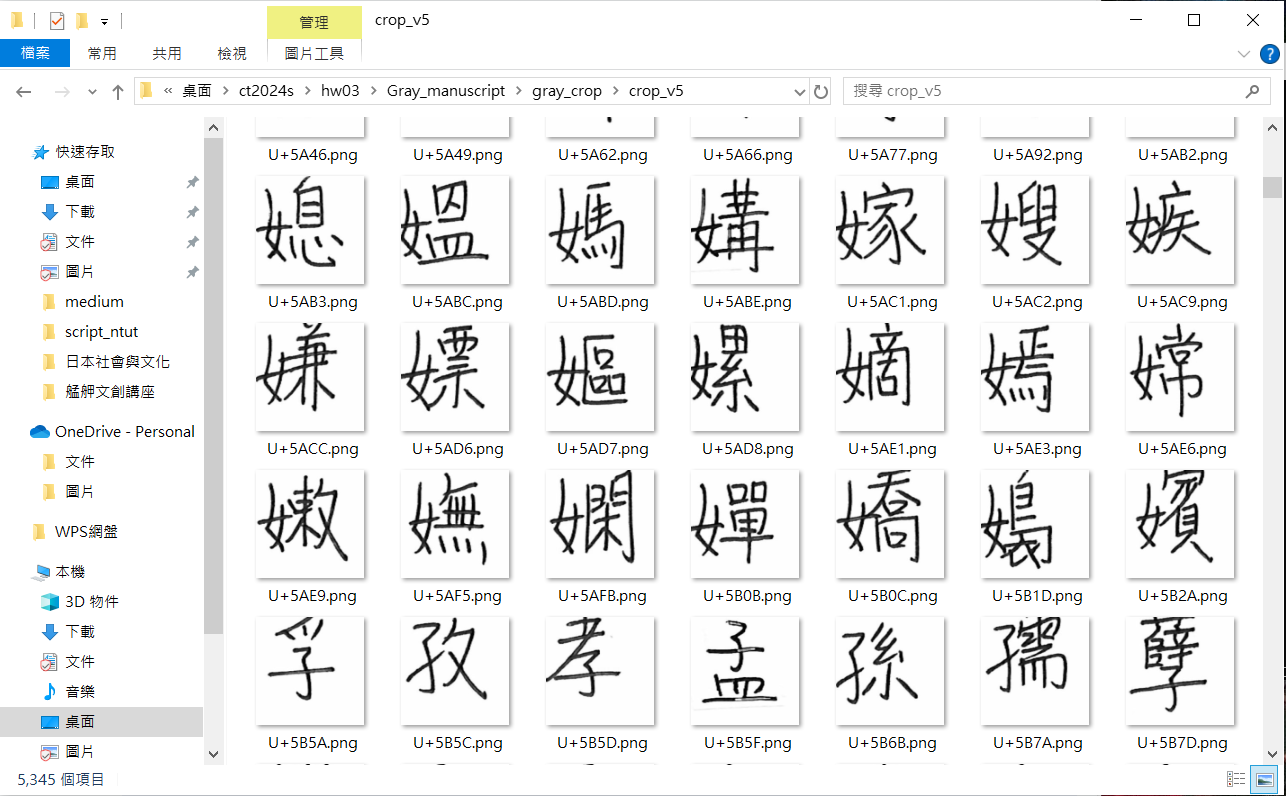 管理
crop_v5
檔案 常用 共用 檢視 圖片工具
« 桌面 > ct2024s > hw03 > Gray_manuscript > gray_crop > crop_v5
搜尋 crop_v5
快速存取
桌面
下載
文件
圖片
medium
script_ntut
日本社會與文化
艋舺文創講座
OneDrive - Personal
文件
圖片
WPS網盤
本機
3D 物件
下載
文件
音樂
桌面
圖片
U+5A46.png U+5A49.png U+5A62.png U+5A66.png U+5A77.png U+5A92.png U+5AB2.png
媳 媼 媽 媾 嫁 嫂 嫉
U+5AB3.png U+5ABC.png U+5ABD.png U+5ABE.png U+5AC1.png U+5AC2.png U+5AC9.png
嫌 嫖 嫗 嫘 嫡 嫣 嫦
U+5ACC.png U+5AD6.png U+5AD7.png U+5AD8.png U+5AE1.png U+5AE3.png U+5AE6.png
嫩 嫵 嫻 嬋 嬌 嬝 嬪
U+5AE9.png U+5AF5.png U+5AFB.png U+5B0B.png U+5B0C.png U+5B1D.png U+5B2A.png
孚 孜 孝 孟 孫 孺 孽
U+5B5A.png U+5B5C.png U+5B5D.png U+5B5F.png U+5B6B.png U+5B7A.png U+5B7D.png
5,345 個項目